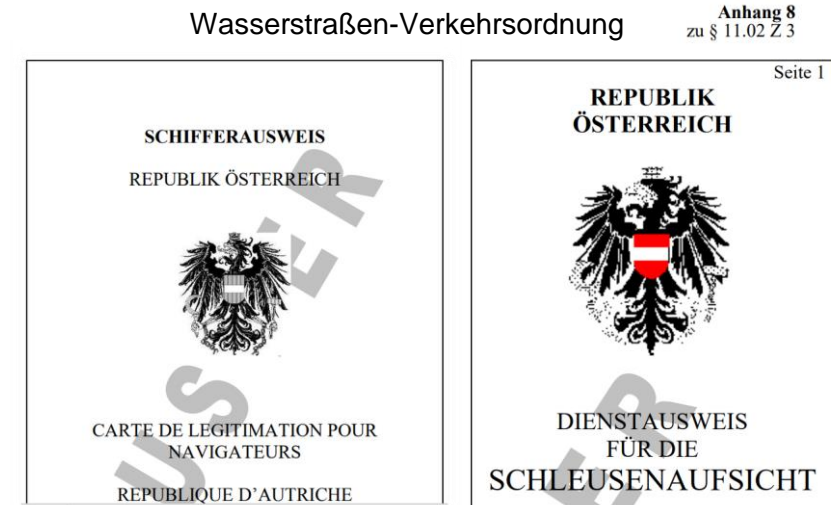 Wasserstraßen-Verkehrsordnung
Anhang 8
zu § 11.02 Z 3
SCHIFFERAUSWEIS
REPUBLIK ÖSTERREICH
CARTE DE LEGITIMATION POUR
NAVIGATEURS
REPUBLIQUE D’AUTRICHE
Seite 1
REPUBLIK
ÖSTERREICH
DIENSTAUSWEIS
FÜR DIE
SCHLEUSENAUFSICHT